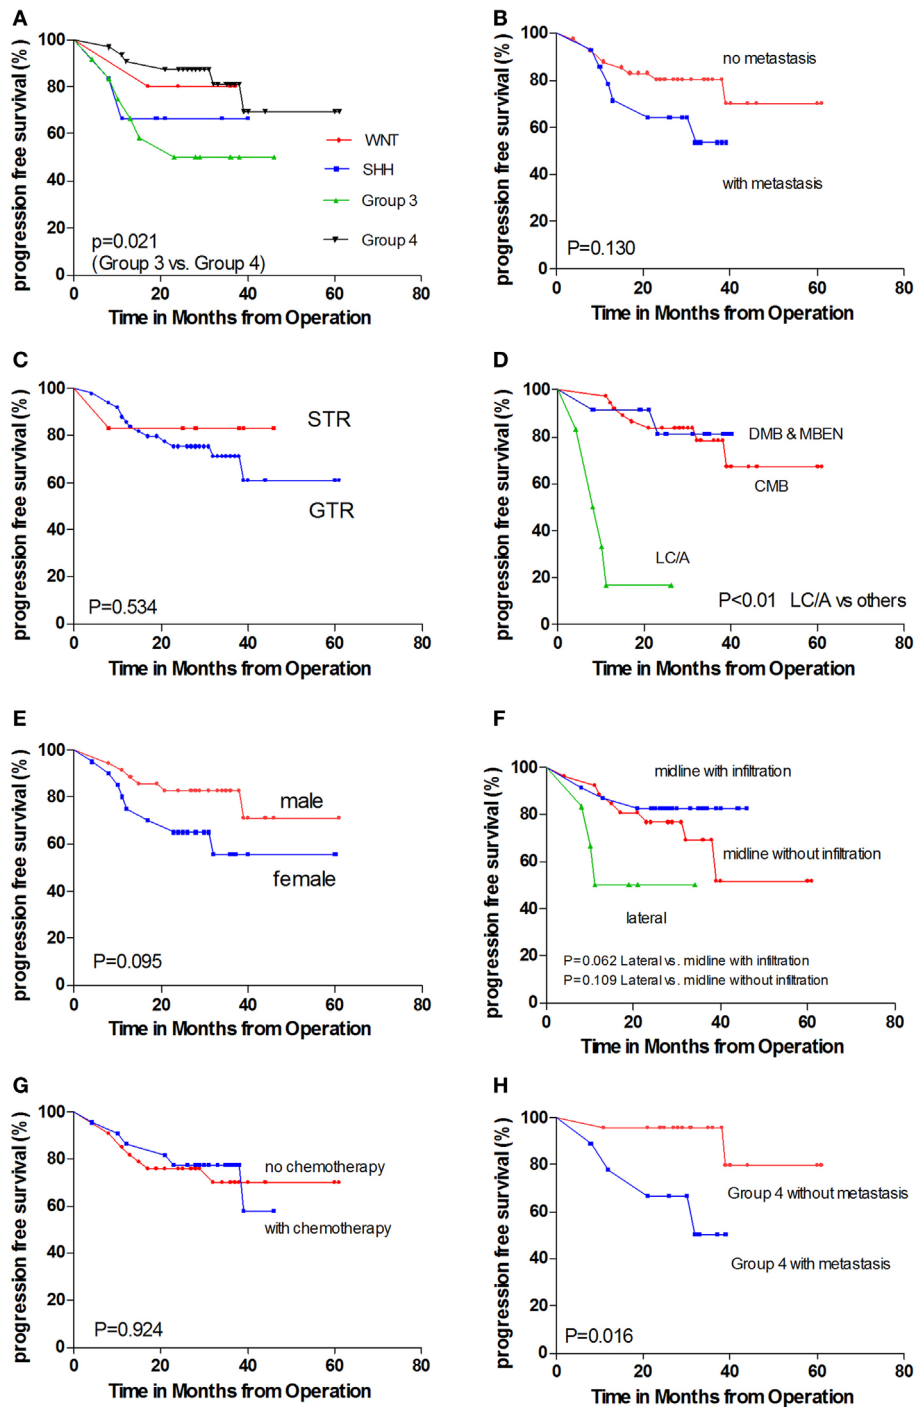 A
progression free survival (%)
100
80
60
40
20
0
WNT
SHH
Group 3
Group 4
p=0.021
(Group 3 vs. Group 4)
0 20 40 60 80
Time in Months from Operation
B
progression free survival (%)
100
80
60
40
20
0
no metastasis
with metastasis
P=0.130
0 20 40 60 80
Time in Months from Operation
C
progression free survival (%)
100
80
60
40
20
0
STR
GTR
P=0.534
0 20 40 60 80
Time in Months from Operation
D
progression free survival (%)
100
80
60
40
20
0
DMB & MBEN
CMB
LC/A
P<0.01 LC/A vs others
0 20 40 60 80
Time in Months from Operation
E
progression free survival (%)
100
80
60
40
20
0
male
female
P=0.095
0 20 40 60 80
Time in Months from Operation
F
progression free survival (%)
100
80
60
40
20
0
midline with infiltration
midline without infiltration
lateral
P=0.062 Lateral vs. midline with infiltration
P=0.109 Lateral vs. midline without infiltration
0 20 40 60 80
Time in Months from Operation
G
progression free survival (%)
100
80
60
40
20
0
no chemotherapy
with chemotherapy
P=0.924
0 20 40 60 80
Time in Months from Operation
H
progression free survival (%)
100
80
60
40
20
0
Group 4 without metastasis
Group 4 with metastasis
P=0.016
0 20 40 60 80
Time in Months from Operation